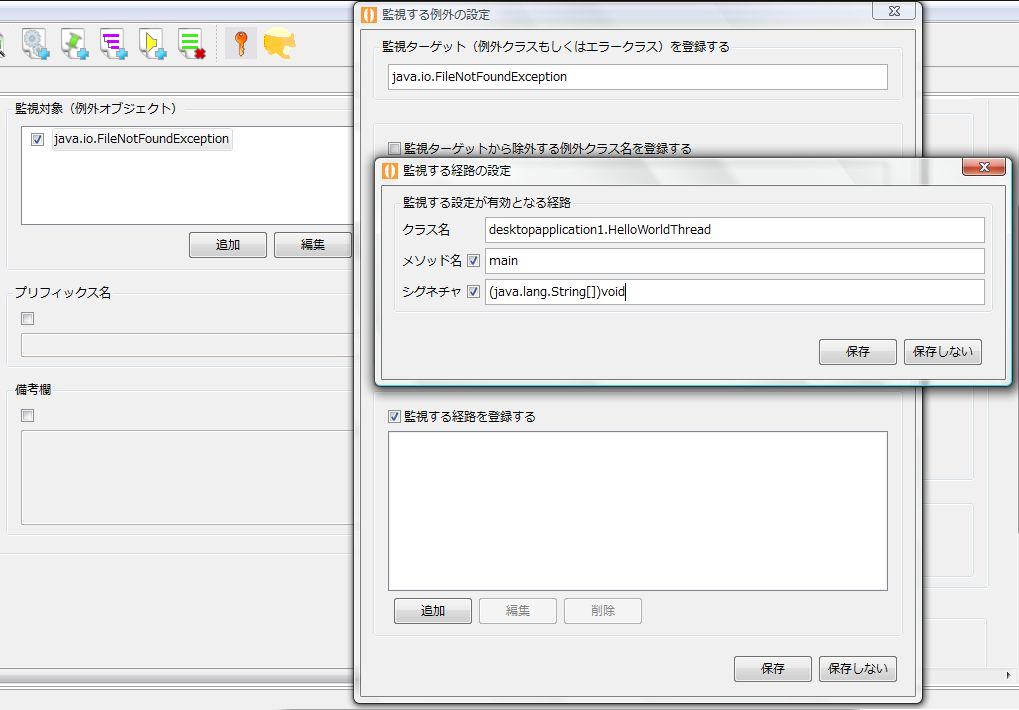 監視対象（例外オブジェクト）
java.io.FileNotFoundException
追加
編集
プリフィックス名
備考欄
監視する例外の設定
監視ターゲット（例外クラスもしくはエラークラス）を登録する
java.io.FileNotFoundException
監視ターゲットから除外する例外クラス名を登録する
監視する経路の設定
監視する設定が有効となる経路
クラス名
desktopapplication1.HelloWorldThread
メソッド名
main
シグネチャ
(java.lang.String[])void
保存
保存しない
監視する経路を登録する
追加
編集
削除
保存
保存しない